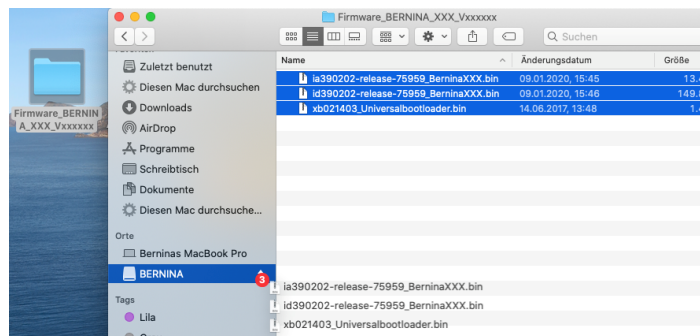 Firmware_BERNINA_XXX_Vxxxxxx
Suchen
Firmware_BERNIN
A_XXX_Vxxxxxx
Zuletzt benutzt
Diesen Mac durchsuchen
Downloads
AirDrop
Programme
Schreibtisch
Dokumente
Diesen Mac durchsuche...
Orte
Berninas MacBook Pro
BERNINA
3
Tags
Lila
Name Änderungsdatum Größe
ia390202-release-75959_BerninaXXX.bin 09.01.2020, 15:45
id390202-release-75959_BerninaXXX.bin 09.01.2020, 15:46
xb021403_Universalbootloader.bin 14.06.2017, 13:48
ia390202-release-75959_BerninaXXX.bin
id390202-release-75959_BerninaXXX.bin
xb021403_Universalbootloader.bin